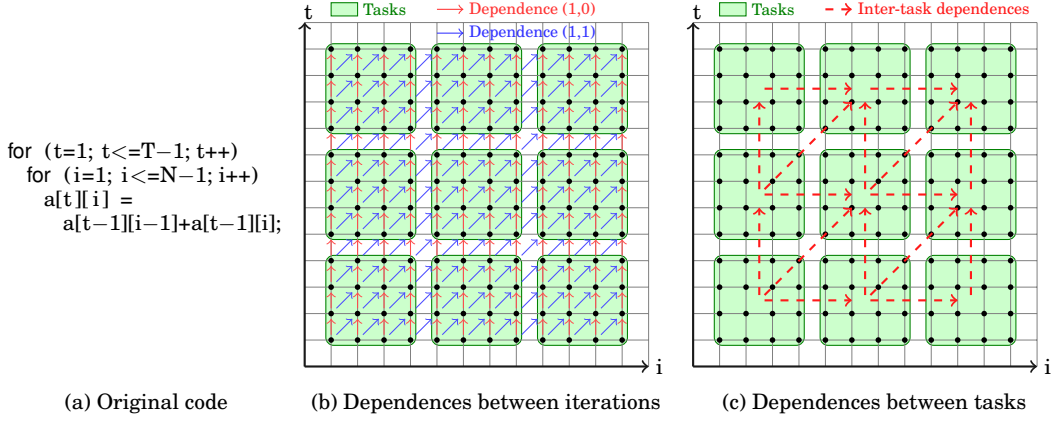 for (t=1; t<=T−1; t++)
for (i=1; i<=N−1; i++)
a[t][i] =
a[t−1][i−1]+a[t−1][i];
(a) Original code
t
Tasks
Dependence (1,0)
Dependence (1,1)
i
(b) Dependences between iterations
t
Tasks
Inter-task dependences
i
(c) Dependences between tasks